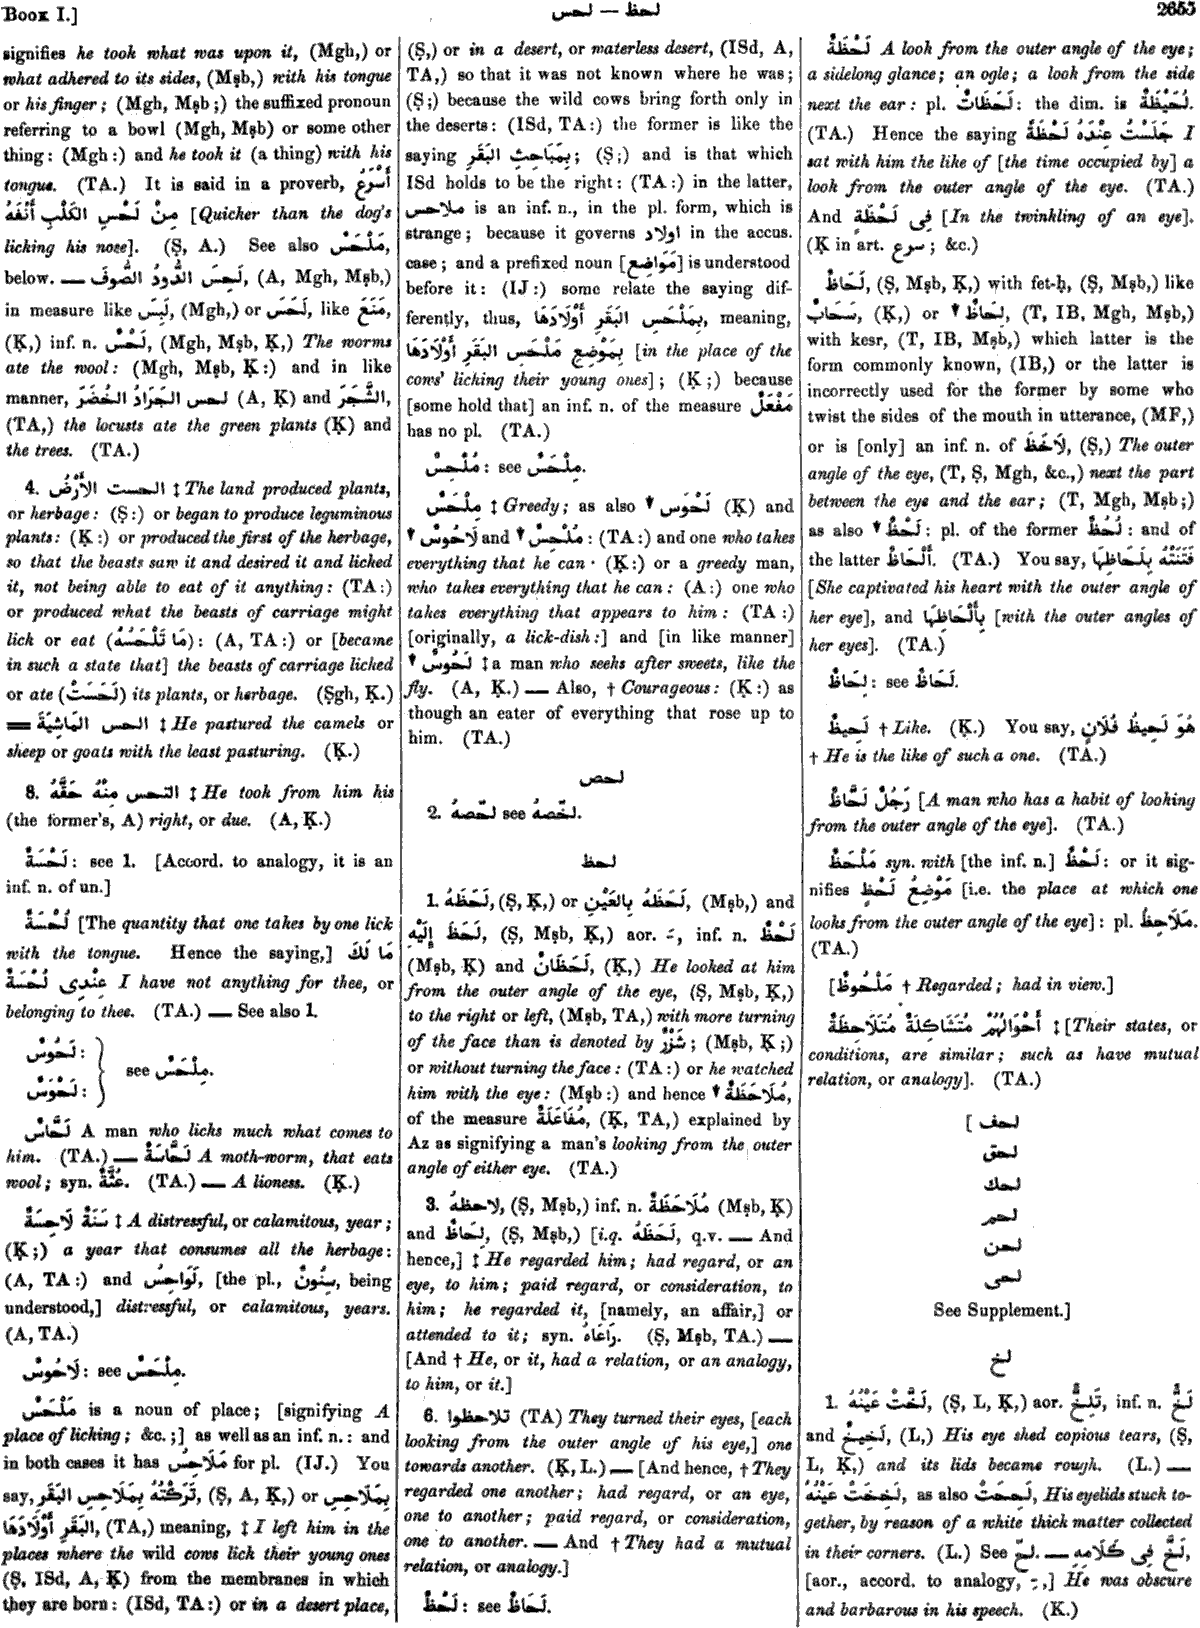 Book I.]
لحس — لحظ
2655
signifies he took what was upon it, (Mgh,) or
what adhered to its sides, (Mṣb,) with his tongue
or his finger; (Mgh, Mṣb;) the suffixed pronoun
referring to a bowl (Mgh, Mṣb) or some other
thing: (Mgh:) and he took it (a thing) with his
tongue. (TA.) It is said in a proverb, أَسْرَعُ
مِنْ لَحْسِ الكَلْبِ أَنْفَهُ [Quicker than the dog's
licking his nose]. (Ṣ, A.) See also مَلْحَسٌ,
below. — لَحِسَ الدُّودُ الصُّوفَ, (A, Mgh, Mṣb,)
in measure like لَبِسَ, (Mgh,) or لَحَسَ, like مَنَعَ,
(Ḳ,) inf. n. لَحْسٌ, (Mgh, Mṣb, Ḳ,) The worms
ate the wool: (Mgh, Mṣb, Ḳ:) and in like
manner, لحس الجَرَادُ الخُضَرَ (A, Ḳ) and الشَّجَرَ,
(TA,) the locusts ate the green plants (Ḳ) and
the trees. (TA.)
4. الحست الأَرْضُ ‡ The land produced plants,
or herbage: (Ṣ:) or began to produce leguminous
plants: (Ḳ:) or produced the first of the herbage,
so that the beasts saw it and desired it and licked
it, not being able to eat of it anything: (TA:)
or produced what the beasts of carriage might
lick or eat (مَا تَلْحَسُهُ): (A, TA:) or [became
in such a state that] the beasts of carriage licked
or ate (لَحَسَتْ) its plants, or herbage. (Ṣgh, Ḳ.)
= الحس المَاشِيَةَ ‡ He pastured the camels or
sheep or goats with the least pasturing. (Ḳ.)
8. التحس مِنْهُ حَقَّهُ ‡ He took from him his
(the former's, A) right, or due. (A, Ḳ.)
لَحْسَةٌ: see 1. [Accord. to analogy, it is an
inf. n. of un.]
لُحْسَةٌ [The quantity that one takes by one lick
with the tongue. Hence the saying,] مَا لَكَ
عِنْدِى لُحْسَةٌ I have not anything for thee, or
belonging to thee. (TA.) — See also 1.
لَحُوسٌ:
لَحْوَسٌ: } see مِلْحَسٌ.
لَحَّاسٌ A man who licks much what comes to
him. (TA.) — لَحَّاسَةٌ A moth-worm, that eats
wool; syn. عُثَّةٌ. (TA.) — A lioness. (Ḳ.)
سَنَةٌ لَاحِسَةٌ ‡ A distressful, or calamitous, year;
(Ḳ;) a year that consumes all the herbage:
(A, TA:) and لَوَاحِسُ, [the pl., سِنُونٌ, being
understood,] distressful, or calamitous, years.
(A, TA.)
لَاحُوسٌ: see مِلْحَسٌ.
مَلْحَسٌ is a noun of place; [signifying A
place of licking; &c.;] as well as an inf. n.: and
in both cases it has مَلَاحِسُ for pl. (IJ.) You
say, تَرَكْتُهُ بِمَلَاحِسِ البَقَرِ, (Ṣ, A, Ḳ,) or بِمَلَاحِسِ
البَقَرِ أَوْلَادَهَا, (TA,) meaning, ‡ I left him in the
places where the wild cows lick their young ones
(Ṣ, ISd, A, Ḳ) from the membranes in which
they are born: (ISd, TA:) or in a desert place,
(Ṣ,) or in a desert, or waterless desert, (ISd, A,
TA,) so that it was not known where he was;
(Ṣ;) because the wild cows bring forth only in
the deserts: (ISd, TA:) the former is like the
saying بِمَبَاحِثِ البَقَرِ; (Ṣ;) and is that which
ISd holds to be the right: (TA:) in the latter,
ملاحس is an inf. n., in the pl. form, which is
strange; because it governs اولاد in the accus.
case; and a prefixed noun [مَوَاضِع] is understood
before it: (IJ:) some relate the saying dif-
ferently, thus, بِمَلْحَسِ البَقَرِ أَوْلَادَهَا, meaning,
بِمَوْضِعِ مَلْحَسِ البَقَرِ أَوْلَادَهَا [in the place of the
cows' licking their young ones]; (Ḳ;) because
[some hold that] an inf. n. of the measure مَفْعَلٌ
has no pl. (TA.)
مُلْحِسٌ: see مِلْحَسٌ.
مِلْحَسٌ ‡ Greedy; as also ▼ لَحْوَس (Ḳ) and
▼ لَاحُوسٌ and ▼ مُلْحِسٌ: (TA:) and one who takes
everything that he can: (Ḳ:) or a greedy man,
who takes everything that he can: (A:) one who
takes everything that appears to him: (TA:)
[originally, a lick-dish:] and [in like manner]
▼ لَحُوسٌ ‡ a man who seeks after sweets, like the
fly. (A, Ḳ.) — Also, † Courageous: (Ḳ:) as
though an eater of everything that rose up to
him. (TA.)
لحص
2. لحّصهُ see لخّصهُ.
لحظ
1. لَحَظَهُ, (Ṣ, Ḳ,) or لَحَظَهُ بِالعَيْنِ, (Mṣb,) and
لَحَظَ إِلَيْهِ, (Ṣ, Mṣb, Ḳ,) aor. ـَ, inf. n. لَحْظٌ
(Mṣb, Ḳ) and لَحَظَانٌ, (Ḳ,) He looked at him
from the outer angle of the eye, (Ṣ, Mṣb, Ḳ,)
to the right or left, (Mṣb, TA,) with more turning
of the face than is denoted by شَزْرٌ; (Mṣb, Ḳ;)
or without turning the face: (TA:) or he watched
him with the eye: (Mṣb:) and hence ▼ مُلَاحَظَةٌ,
of the measure مُفَاعَلَةٌ, (Ḳ, TA,) explained by
Az as signifying a man's looking from the outer
angle of either eye. (TA.)
3. لاحظهُ, (Ṣ, Mṣb,) inf. n. مُلَاحَظَةٌ (Mṣb, Ḳ)
and لِحَاظٌ, (Ṣ, Mṣb,) [i.q. لَحَظَهُ, q.v. — And
hence,] ‡ He regarded him; had regard, or an
eye, to him; paid regard, or consideration, to
him; he regarded it, [namely, an affair,] or
attended to it; syn. رَاعَاهُ. (Ṣ, Mṣb, TA.) —
[And † He, or it, had a relation, or an analogy,
to him, or it.]
6. تلاحظوا (TA) They turned their eyes, [each
looking from the outer angle of his eye,] one
towards another. (Ḳ, L.) — [And hence, † They
regarded one another; had regard, or an eye,
one to another; paid regard, or consideration,
one to another. — And † They had a mutual
relation, or analogy.]
لَحْظٌ: see لَحَاظٌ.
لَحْظَةٌ A look from the outer angle of the eye;
a sidelong glance; an ogle; a look from the side
next the ear: pl. لَحَظَاتٌ: the dim. is لُحَيْظَةٌ.
(TA.) Hence the saying جَلَسْتُ عِنْدَهُ لَحْظَةً I
sat with him the like of [the time occupied by] a
look from the outer angle of the eye. (TA.)
And فِى لَحْظَةٍ [In the twinkling of an eye].
(Ḳ in art. سرع; &c.)
لَحَاظٌ, (Ṣ, Mṣb, Ḳ,) with fet-ḥ, (Ṣ, Mṣb,) like
سَحَابٌ, (Ḳ,) or ▼ لِحَاظٌ, (T, IB, Mgh, Mṣb,)
with kesr, (T, IB, Mṣb,) which latter is the
form commonly known, (IB,) or the latter is
incorrectly used for the former by some who
twist the sides of the mouth in utterance, (MF,)
or is [only] an inf. n. of لَاحَظَ, (Ṣ,) The outer
angle of the eye, (T, Ṣ, Mgh, &c.,) next the part
between the eye and the ear; (T, Mgh, Mṣb;)
as also ▼ لَحْظٌ: pl. of the former لُحُظٌ: and of
the latter أَلْحَاظٌ. (TA.) You say, فَتَنَتْهُ بِلَحَاظِهَا
[She captivated his heart with the outer angle of
her eye], and بِأَلْحَاظِهَا [with the outer angles of
her eyes]. (TA.)
لِحَاظٌ: see لَحَاظٌ.
لَحِيظٌ † Like. (Ḳ.) You say, هُوَ لَحِيظُ فُلَانٍ
† He is the like of such a one. (TA.)
رَجُلٌ لَحَّاظٌ [A man who has a habit of looking
from the outer angle of the eye]. (TA.)
مَلْحَظٌ syn. with [the inf. n.] لَحْظٌ: or it sig-
nifies مَوْضِعُ لَحْظٍ [i.e. the place at which one
looks from the outer angle of the eye]: pl. مَلَاحِظُ.
(TA.)
[مَلْحُوظٌ † Regarded; had in view.]
أَحْوَالُهُمْ مُتَشَاكِلَةٌ مُتَلَاحِظَةٌ ‡ [Their states, or
conditions, are similar; such as have mutual
relation, or analogy]. (TA.)
[ لحف
لحق
لحك
لحم
لحن
لحى
See Supplement.]
لخ
1. لَخَّتْ عَيْنُهُ, (Ṣ, L, Ḳ,) aor. تَلِخُّ, inf. n. لَخٌّ
and لَخِيخٌ, (L,) His eye shed copious tears, (Ṣ,
L, Ḳ,) and its lids became rough. (L.) —
لَخِخَتْ عَيْنُهُ, as also لَحِحَتْ, His eyelids stuck to-
gether, by reason of a white thick matter collected
in their corners. (L.) See لحّ. — لَخَّ فِى كَلَامِهِ,
[aor., accord. to analogy, ـِ,] He was obscure
and barbarous in his speech. (Ḳ.)